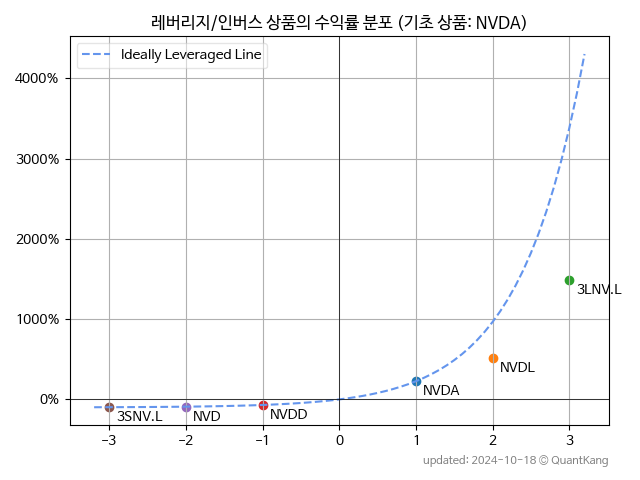 레버리지/인버스 상품의 수익률 분포 (기초 상품: NVDA)
Ideally Leveraged Line
4000%
3000%
2000%
1000%
0%
3LNV.L
NVDL
NVDA
NVDD
NVD
3SNV.L
−3
−2
−1
0
1
2
3
updated: 2024-10-18 © QuantKang